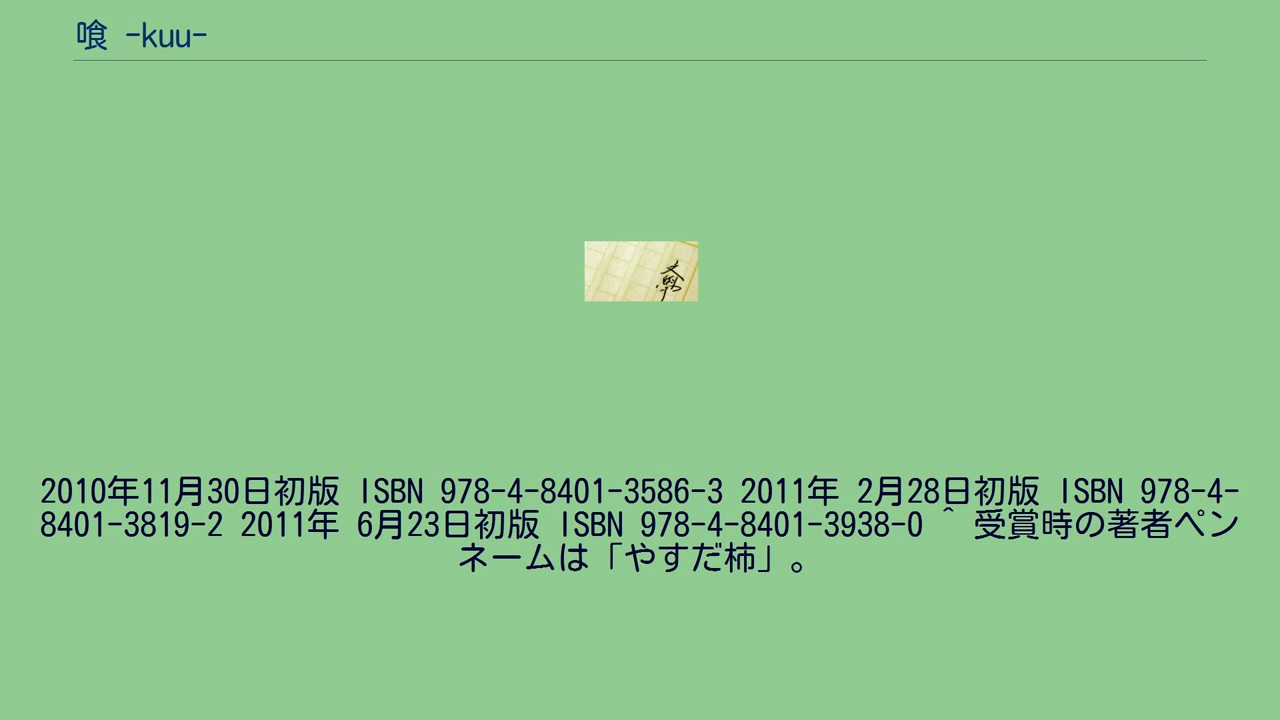 喰 -kuu-
2010年11月30日初版 ISBN 978-4-8401-3586-3 2011年 2月28日初版 ISBN 978-4-
8401-3819-2 2011年 6月23日初版 ISBN 978-4-8401-3938-0 ^ 受賞時の著者ペン
ネームは「やすだ柿」。